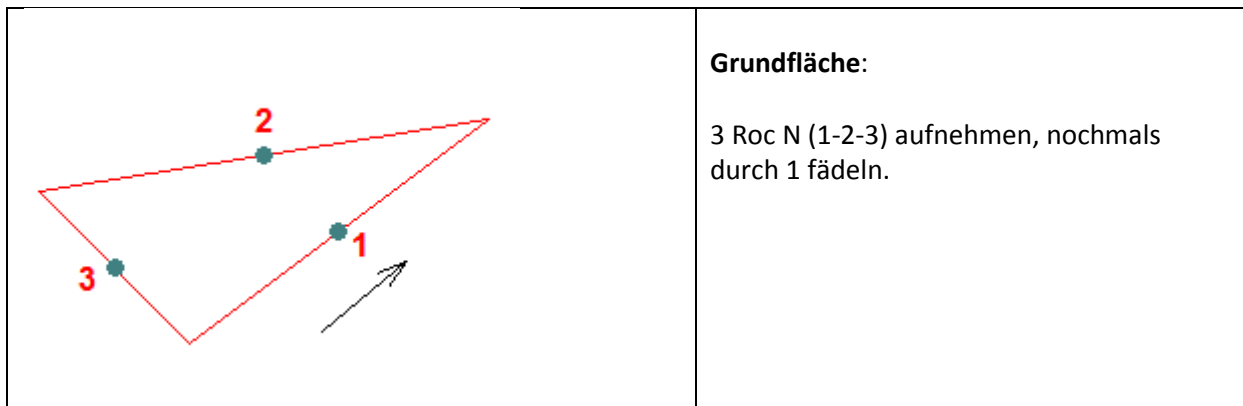 2
1
3
Grundfläche:
3 Roc N (1-2-3) aufnehmen, nochmals
durch 1 fädeln.